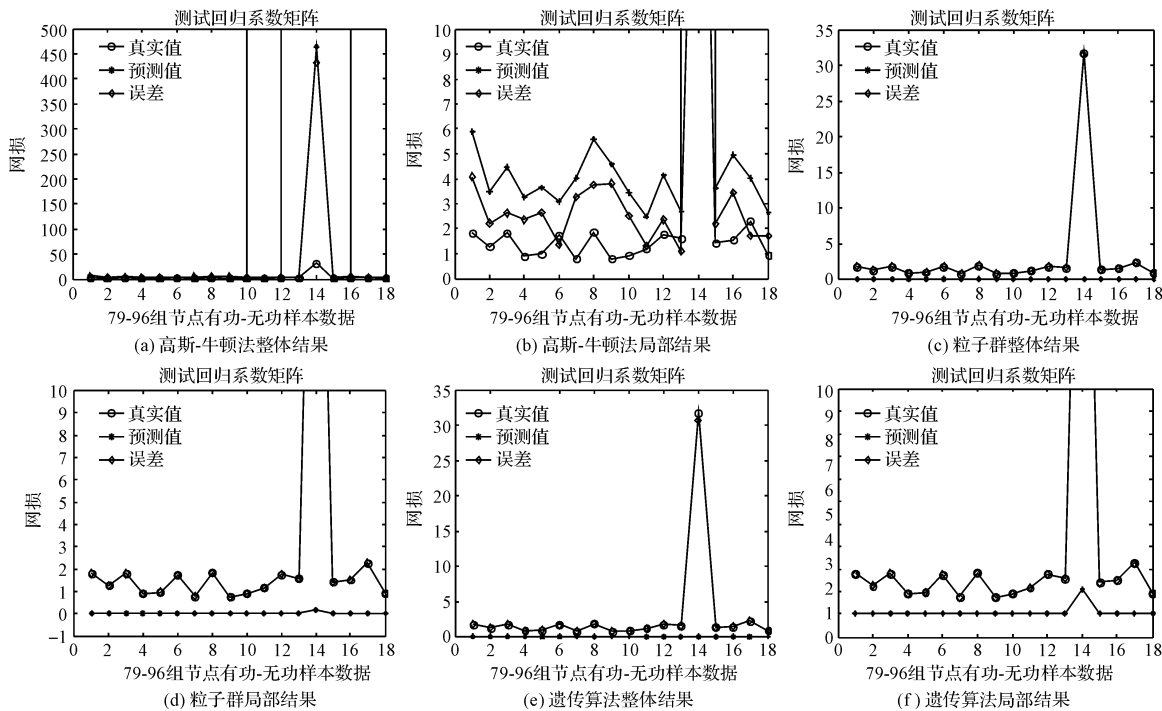 测试回归系数矩阵
真实值
预测值
误差
网损
500
450
400
350
300
250
200
150
100
50
0
0 2 4 6 8 10 12 14 16 18
79-96组节点有功-无功样本数据
(a) 高斯-牛顿法整体结果
测试回归系数矩阵
真实值
预测值
误差
网损
10
9
8
7
6
5
4
3
2
1
0
0 2 4 6 8 10 12 14 16 18
79-96组节点有功-无功样本数据
(b) 高斯-牛顿法局部结果
测试回归系数矩阵
真实值
预测值
误差
网损
35
30
25
20
15
10
5
0
0 2 4 6 8 10 12 14 16 18
79-96组节点有功-无功样本数据
(c) 粒子群整体结果
测试回归系数矩阵
真实值
预测值
误差
网损
10
9
8
7
6
5
4
3
2
1
0
−1
0 2 4 6 8 10 12 14 16 18
79-96组节点有功-无功样本数据
(d) 粒子群局部结果
测试回归系数矩阵
真实值
预测值
误差
网损
35
30
25
20
15
10
5
0
0 2 4 6 8 10 12 14 16 18
79-96组节点有功-无功样本数据
(e) 遗传算法整体结果
测试回归系数矩阵
真实值
预测值
误差
网损
10
9
8
7
6
5
4
3
2
1
0
0 2 4 6 8 10 12 14 16 18
79-96组节点有功-无功样本数据
(f) 遗传算法局部结果